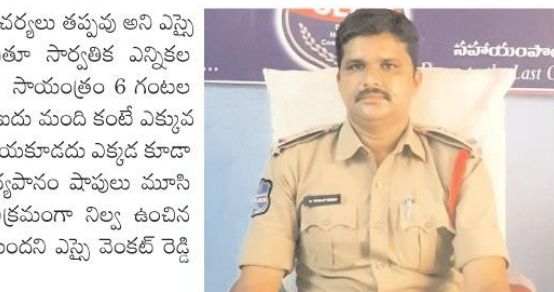 చర్యలు తప్పవు అని ఎస్సై
తూ సార్వతిక ఎన్నికల
సాయంత్రం 6 గంటల
ఐదు మంది కంటే ఎక్కువ
యకూడదు ఎక్కడ కూడా
ద్యపానం షాపులు మూసి
క్రమంగా నిల్వ ఉంచిన
ుందని ఎస్సై వెంకట్ రెడ్డి
సహాయంపొ
Last